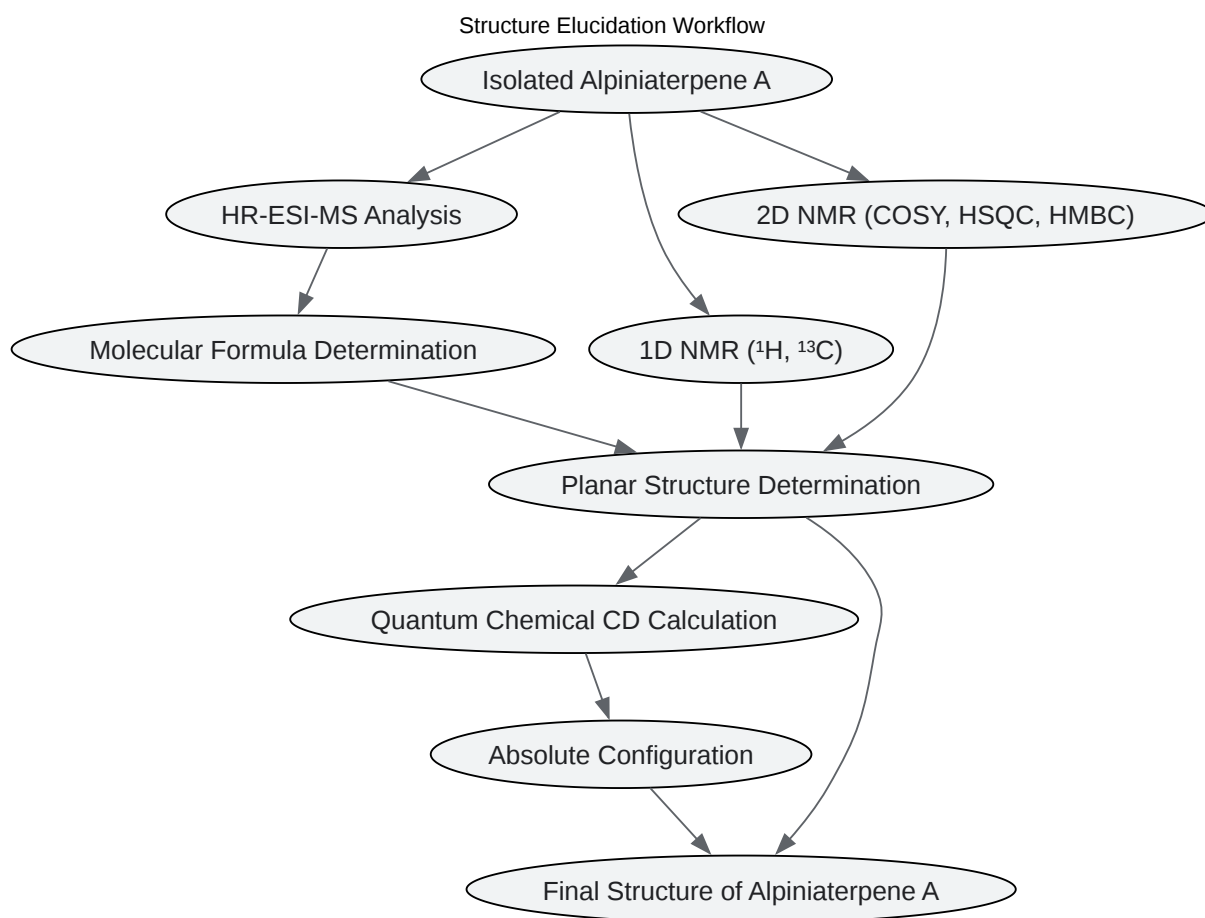 Structure Elucidation Workflow
Isolated Alpiniaterpene A
HR-ESI-MS Analysis
2D NMR (COSY, HSQC, HMBC)
Molecular Formula Determination
1D NMR (¹H, ¹³C)
Planar Structure Determination
Quantum Chemical CD Calculation
Absolute Configuration
Final Structure of Alpiniaterpene A